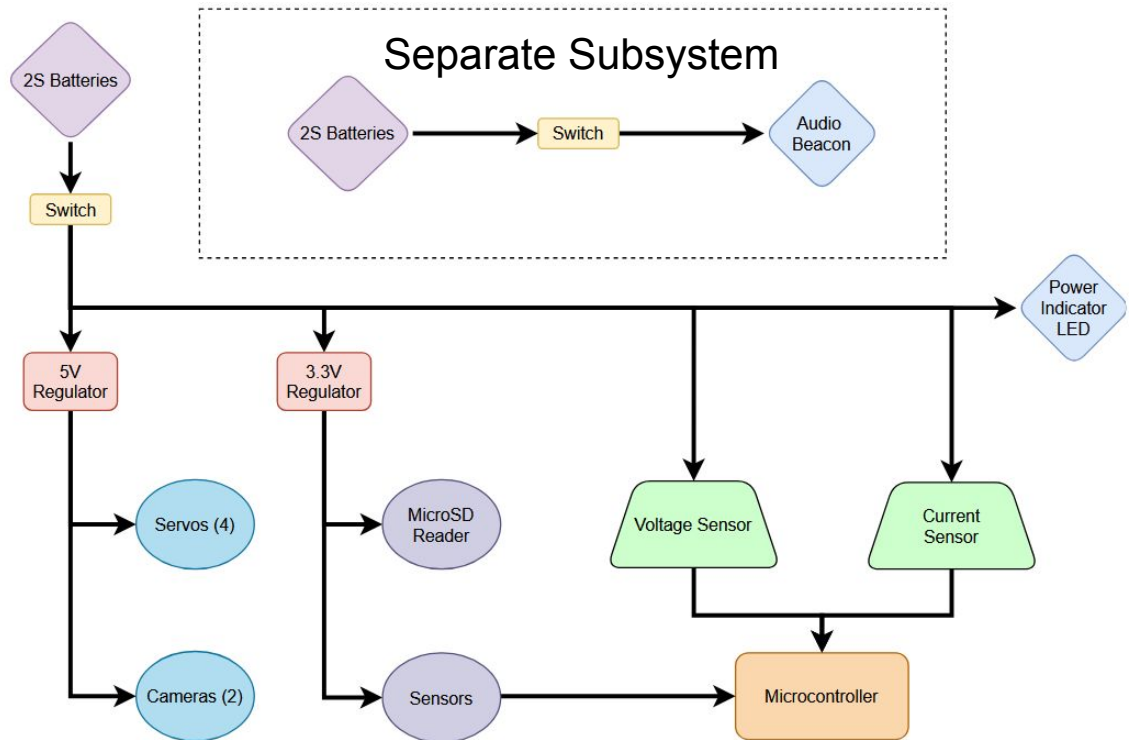 Separate Subsystem
2S Batteries
2S Batteries
Switch
Audio
Beacon
Switch
Power
Indicator
LED
5V
Regulator
3.3V
Regulator
Servos (4)
MicroSD
Reader
Voltage Sensor
Current
Sensor
Cameras (2)
Sensors
Microcontroller